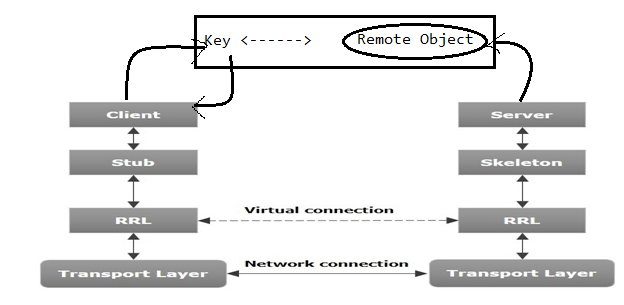 Key <------> Remote Object
Client
Server
Stub
Skeleton
RRL
Virtual connection
RRL
Transport Layer
Network connection
Transport Layer